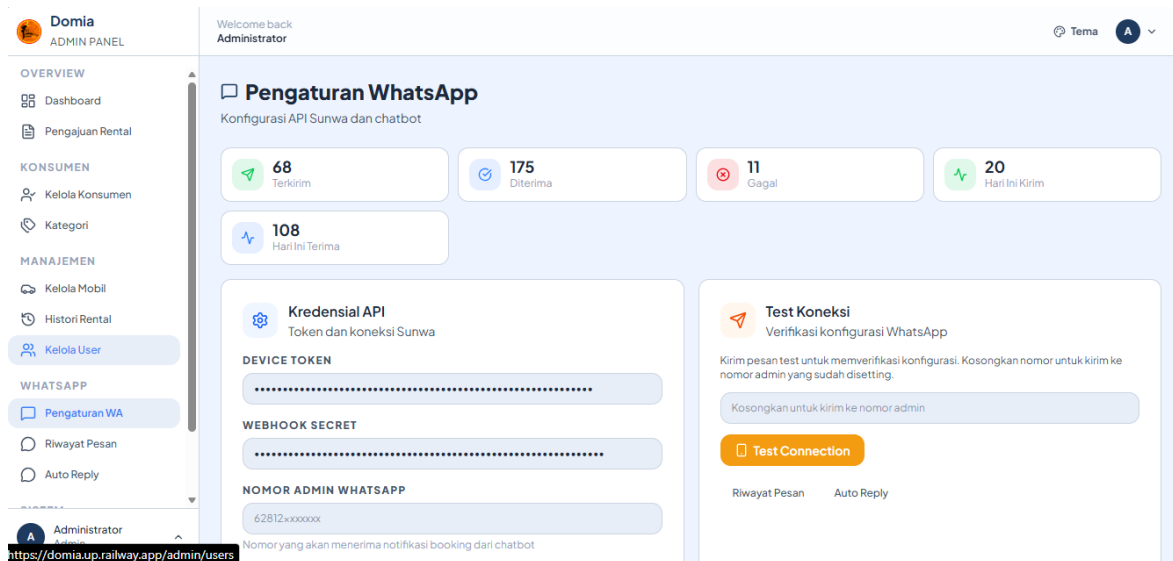 Domia
ADMIN PANEL
OVERVIEW
Dashboard
Pengajuan Rental
KONSUMEN
Kelola Konsumen
Kategori
MANAJEMEN
Kelola Mobil
Histori Rental
Kelola User
WHATSAPP
Pengaturan WA
Riwayat Pesan
Auto Reply
A
Administrator
https://domia.up.railway.app/admin/users
Welcome back
Administrator
Tema
A
Pengaturan WhatsApp
Konfigurasi API Sunwa dan chatbot
68
Terkirim
175
Diterima
11
Gagal
20
Hari Ini Kirim
108
Hari Ini Terima
Kredensial API
Token dan koneksi Sunwa
DEVICE TOKEN
WEBHOOK SECRET
NOMOR ADMIN WHATSAPP
62812xxxxxxx
Nomor yang akan menerima notifikasi booking dari chatbot
Test Koneksi
Verifikasi konfigurasi WhatsApp
Kirim pesan test untuk memverifikasi konfigurasi. Kosongkan nomor untuk kirim ke
nomor admin yang sudah disetting.
Kosongkan untuk kirim ke nomor admin
Test Connection
Riwayat Pesan Auto Reply